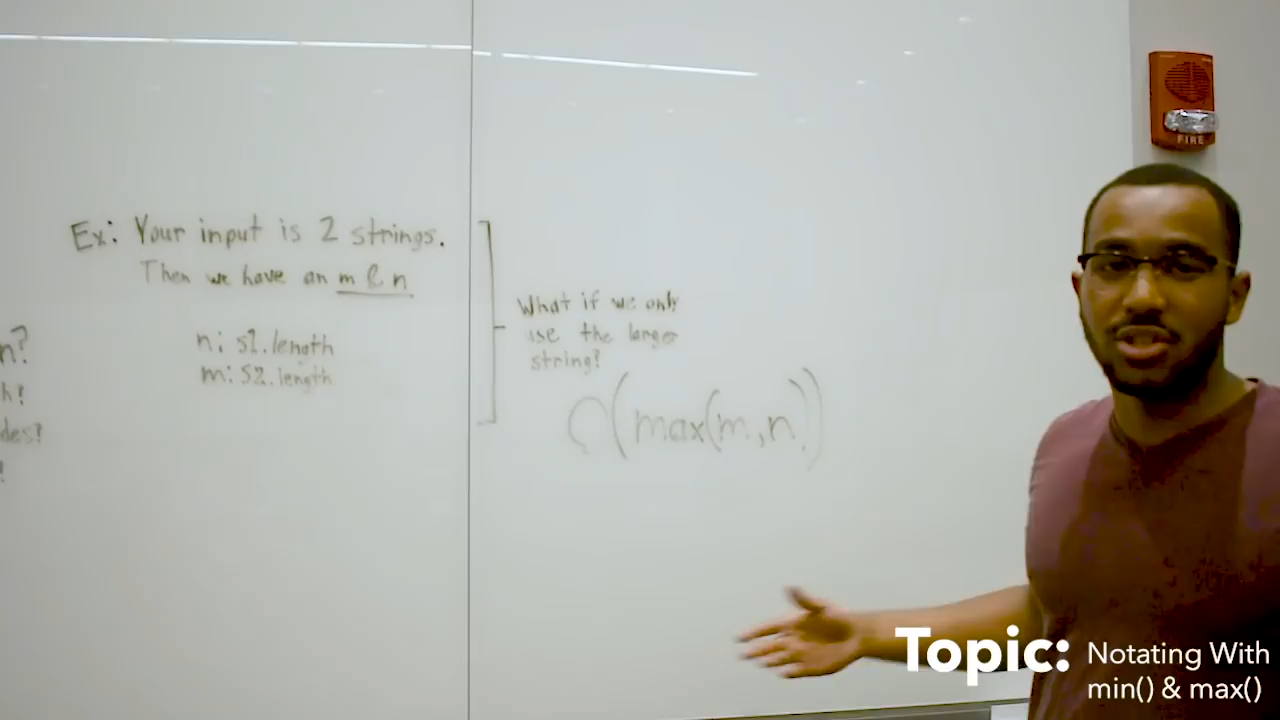 Ex: Your input is 2 strings.
Then we have an m & n
n: s1.length
m: s2.length
n?
h?
des?
?
What if we only
use the larger
string?
(max(m,n))
FIRE
Topic: Notating With
min() & max()